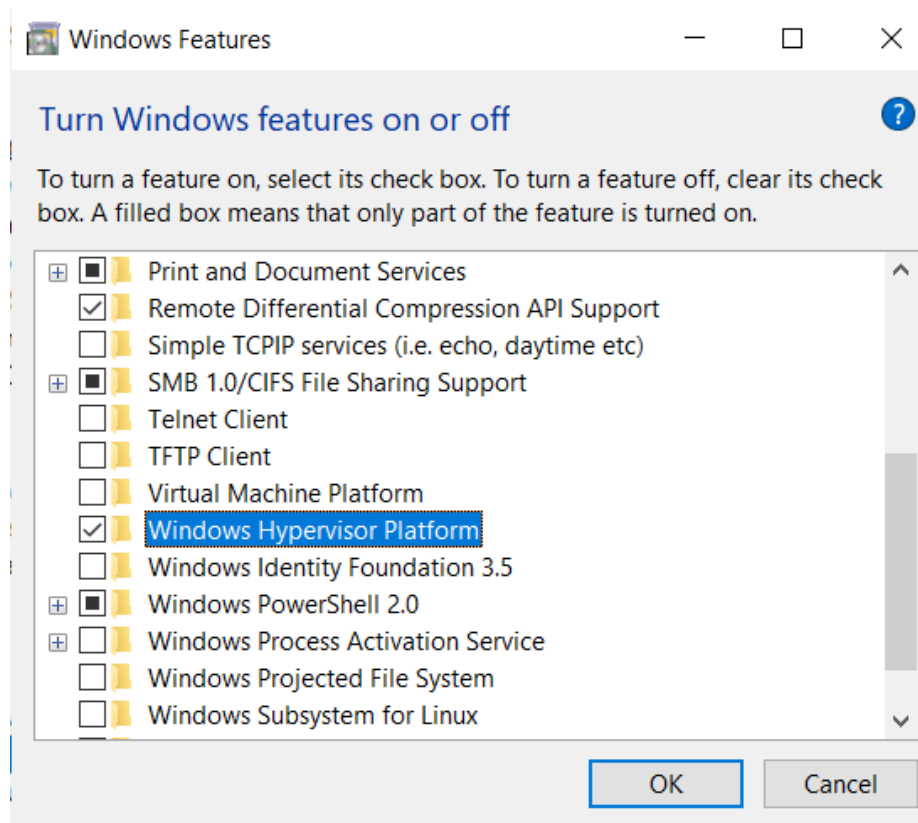 Windows Features
Turn Windows features on or off
?
To turn a feature on, select its check box. To turn a feature off, clear its check
box. A filled box means that only part of the feature is turned on.
Print and Document Services
Remote Differential Compression API Support
Simple TCPIP services (i.e. echo, daytime etc)
SMB 1.0/CIFS File Sharing Support
Telnet Client
TFTP Client
Virtual Machine Platform
Windows Hypervisor Platform
Windows Identity Foundation 3.5
Windows PowerShell 2.0
Windows Process Activation Service
Windows Projected File System
Windows Subsystem for Linux
OK
Cancel